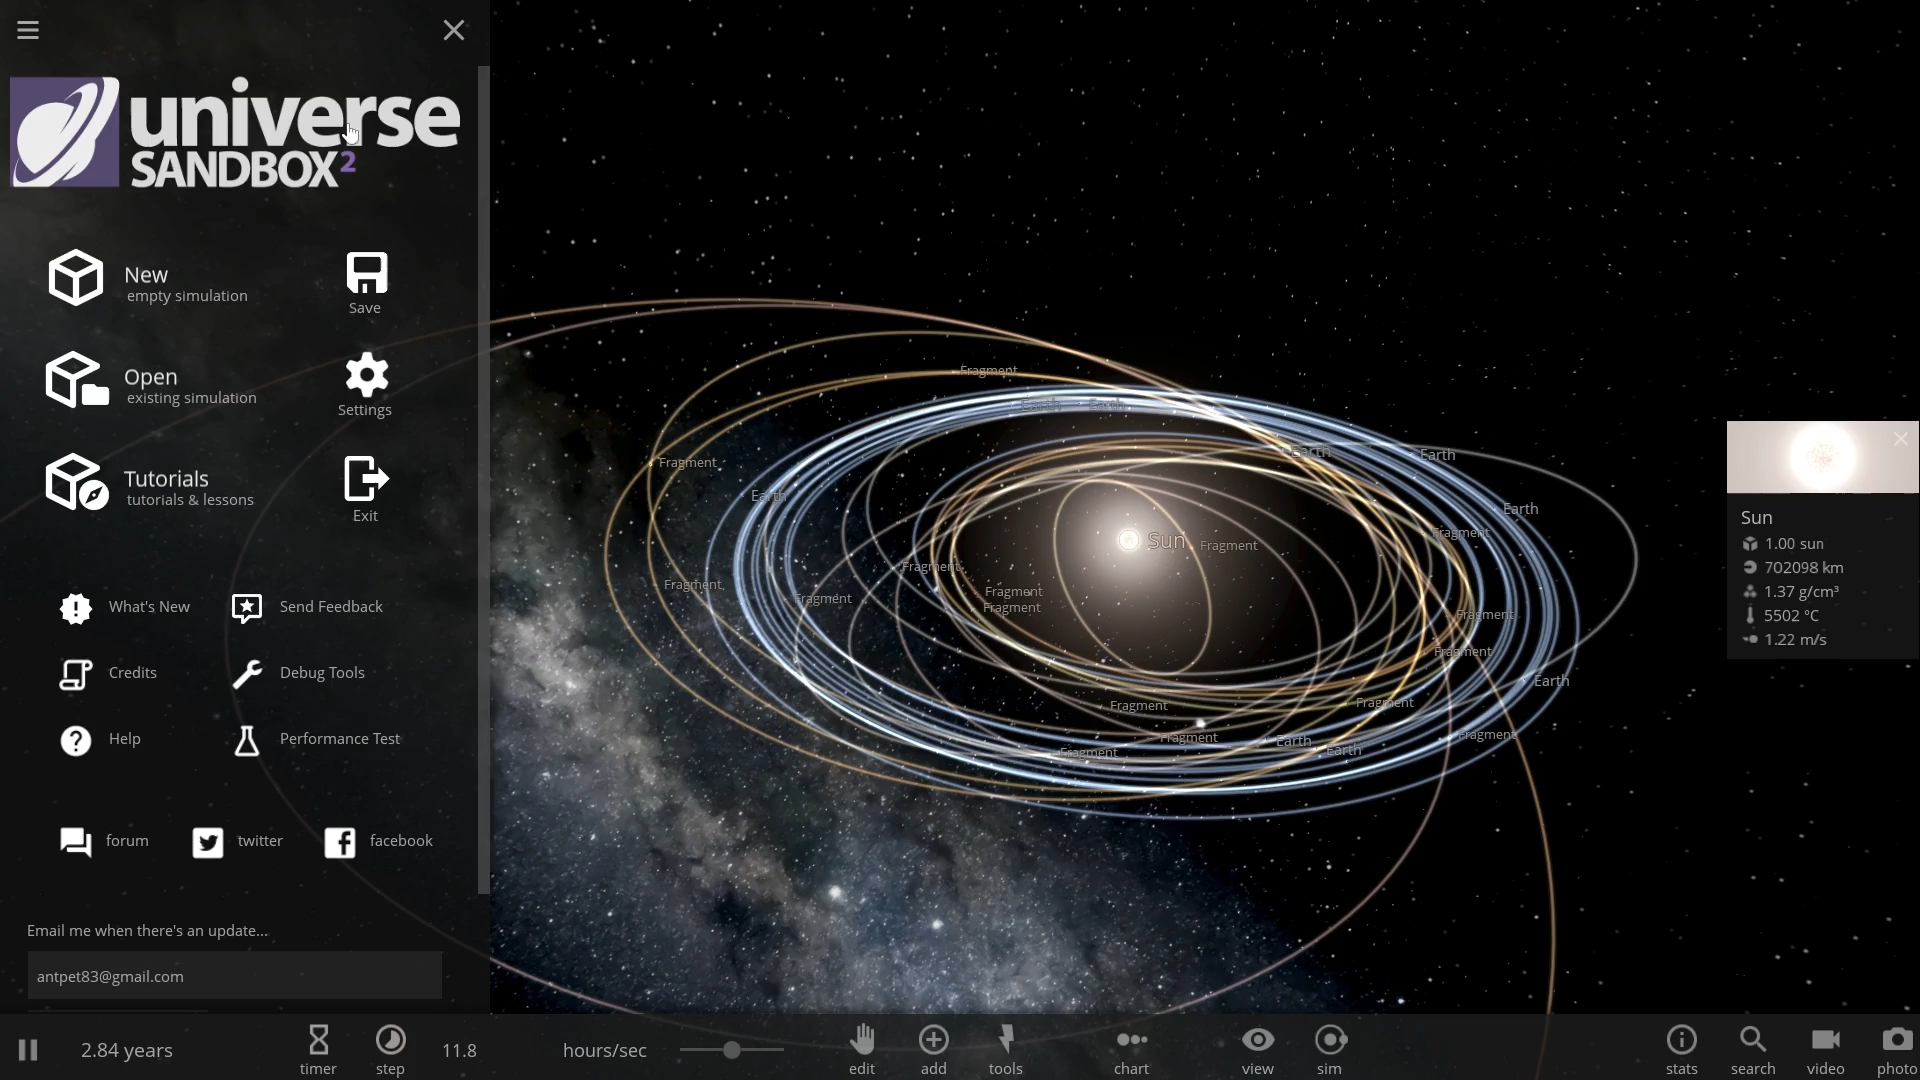 universe
SANDBOX2
New
empty simulation
Save
Open
existing simulation
Settings
Tutorials
tutorials & lessons
Exit
What's New
Send Feedback
Credits
Debug Tools
Help
Performance Test
forum
twitter
facebook
Email me when there's an update...
antpet83@gmail.com
Fragment
Earth
Earth
Earth
Earth
Fragment
Earth
Earth
Fragment
Sun
Fragment
Fragment
Fragment
Fragment
Fragment
Fragment
Fragment
Fragment
Earth
Fragment
Fragment
Fragment
Fragment
Earth
Earth
Fragment
Sun
1.00 sun
702098 km
1.37 g/cm³
5502 °C
1.22 m/s
2.84 years
timer
step
11.8
hours/sec
edit
add
tools
chart
view
sim
stats
search
video
photo